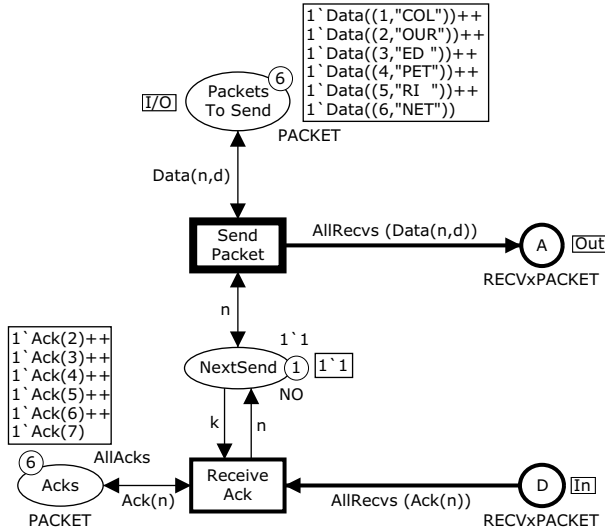 1`Data((1,"COL"))++
1`Data((2,"OUR"))++
1`Data((3,"ED "))++
1`Data((4,"PET"))++
1`Data((5,"RI  "))++
1`Data((6,"NET"))
6
Packets
To Send
I/O
PACKET
Data(n,d)
Send
Packet
AllRecvs (Data(n,d))
A
Out
RECVxPACKET
n
1`1
NextSend
1
1`1
NO
k
n
1`Ack(2)++
1`Ack(3)++
1`Ack(4)++
1`Ack(5)++
1`Ack(6)++
1`Ack(7)
6
AllAcks
Acks
PACKET
Ack(n)
Receive
Ack
AllRecvs (Ack(n))
D
In
RECVxPACKET